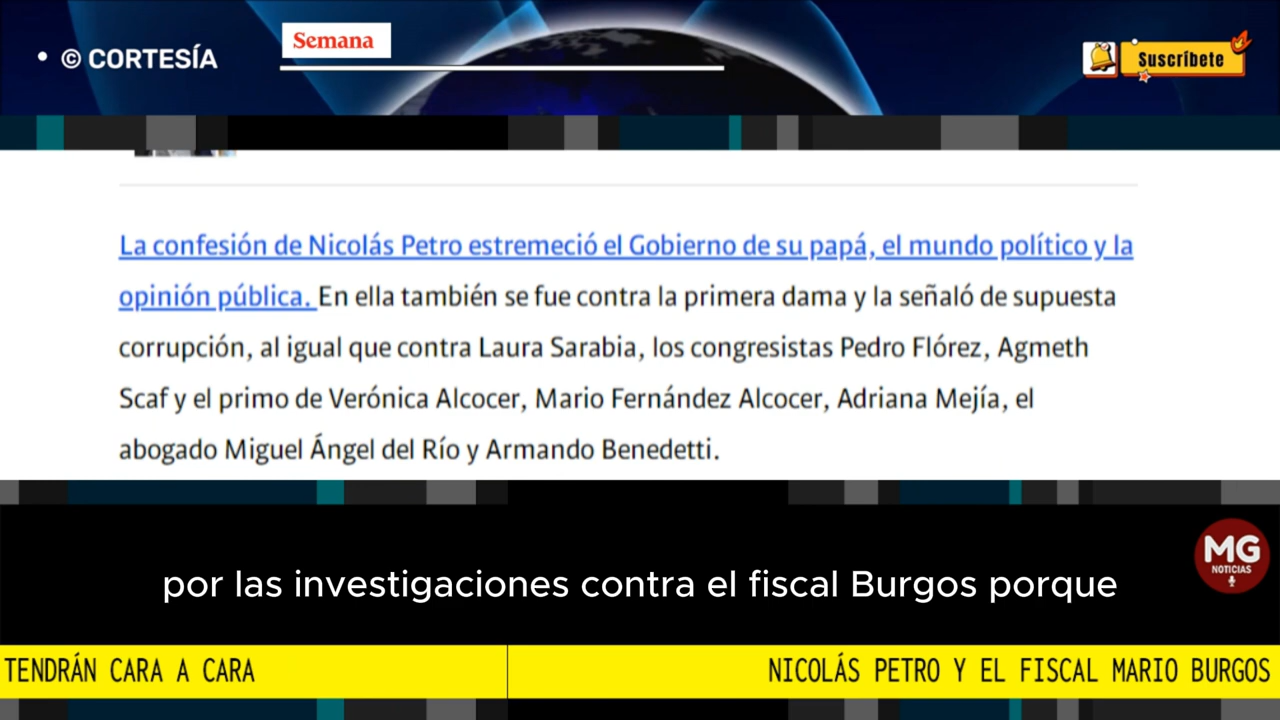 • © CORTESÍA
Semana
Suscríbete
La confesión de Nicolás Petro estremeció el Gobierno de su papá, el mundo político y la
opinión pública. En ella también se fue contra la primera dama y la señaló de supuesta
corrupción, al igual que contra Laura Sarabia, los congresistas Pedro Flórez, Agmeth
Scaf y el primo de Verónica Alcocer, Mario Fernández Alcocer, Adriana Mejía, el
abogado Miguel Ángel del Río y Armando Benedetti.
MG
NOTICIAS
por las investigaciones contra el fiscal Burgos porque
TENDRÁN CARA A CARA
NICOLÁS PETRO Y EL FISCAL MARIO BURGOS